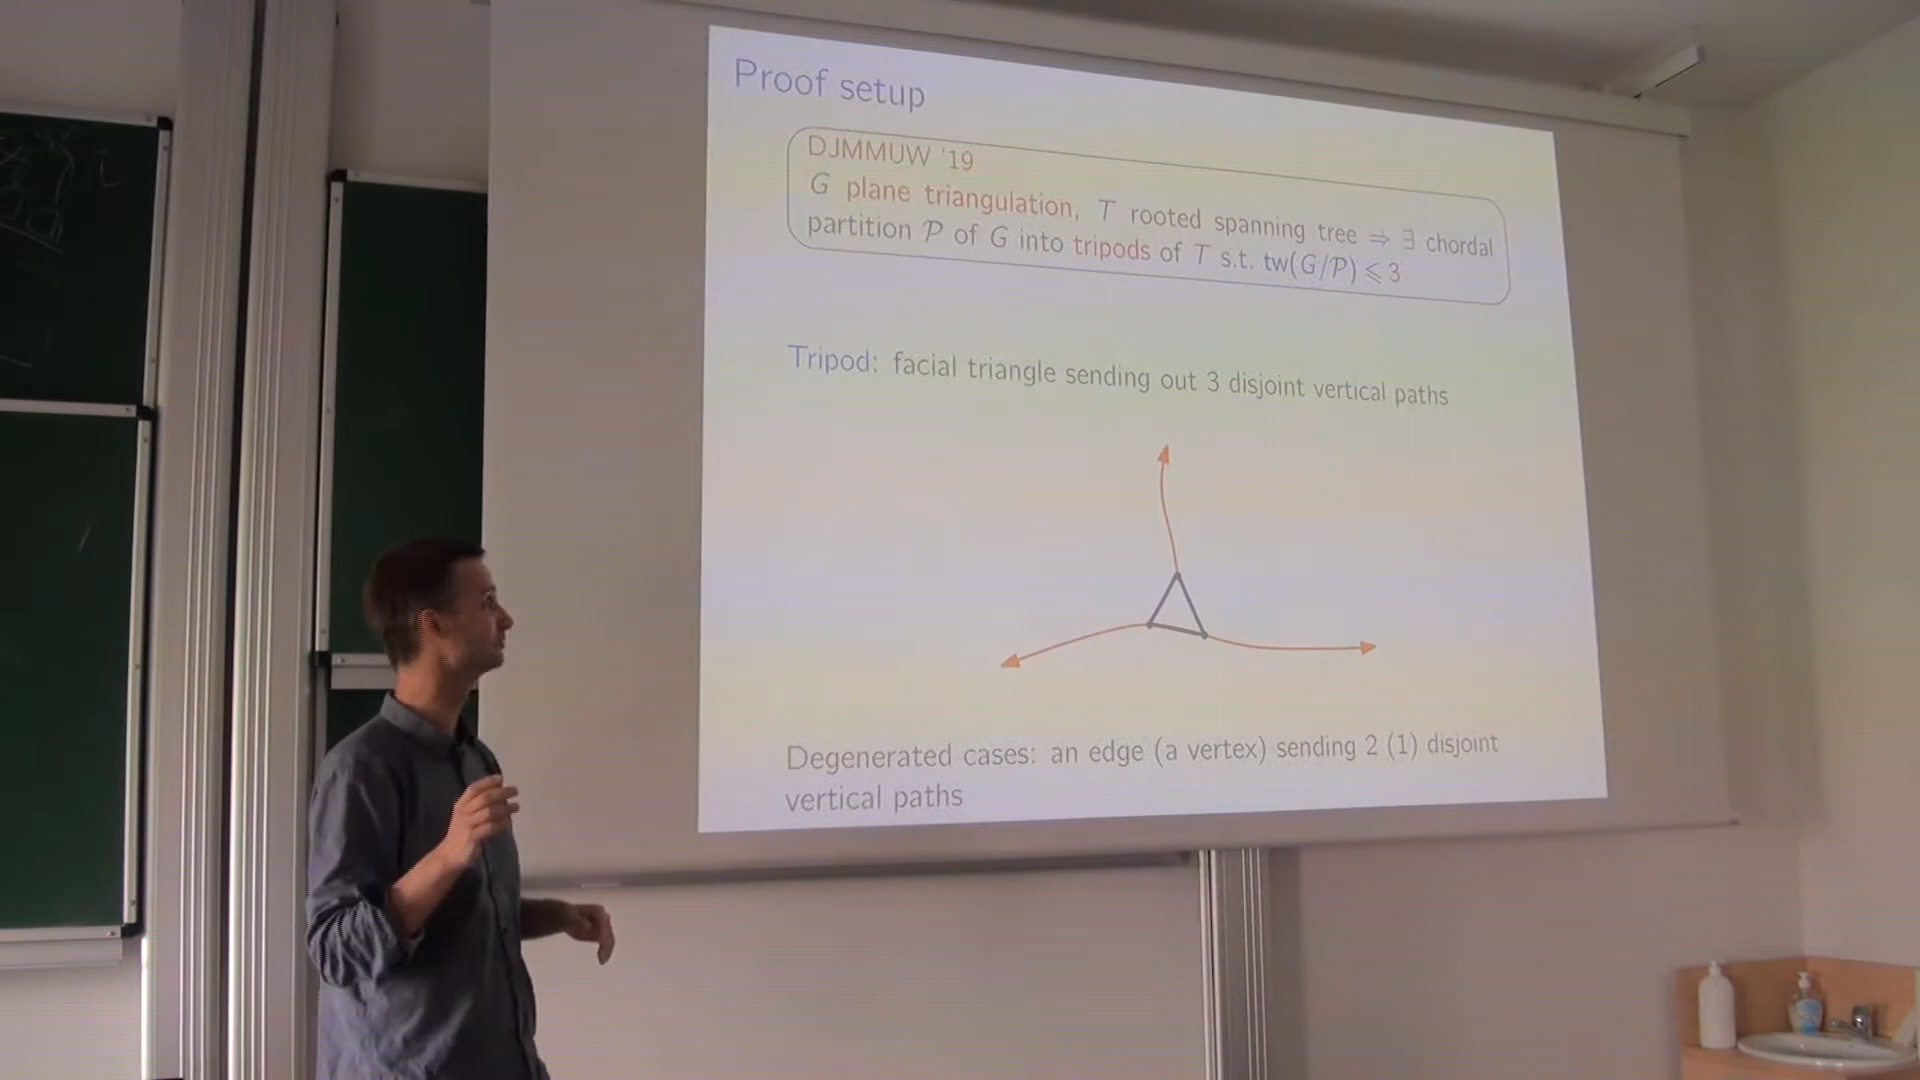 Proof setup
DJMMUW '19
G plane triangulation, T rooted spanning tree ⇒ ∃ chordal
partition P of G into tripods of T s.t. tw(G/P) ⩽ 3
Tripod: facial triangle sending out 3 disjoint vertical paths
Degenerated cases: an edge (a vertex) sending 2 (1) disjoint
vertical paths